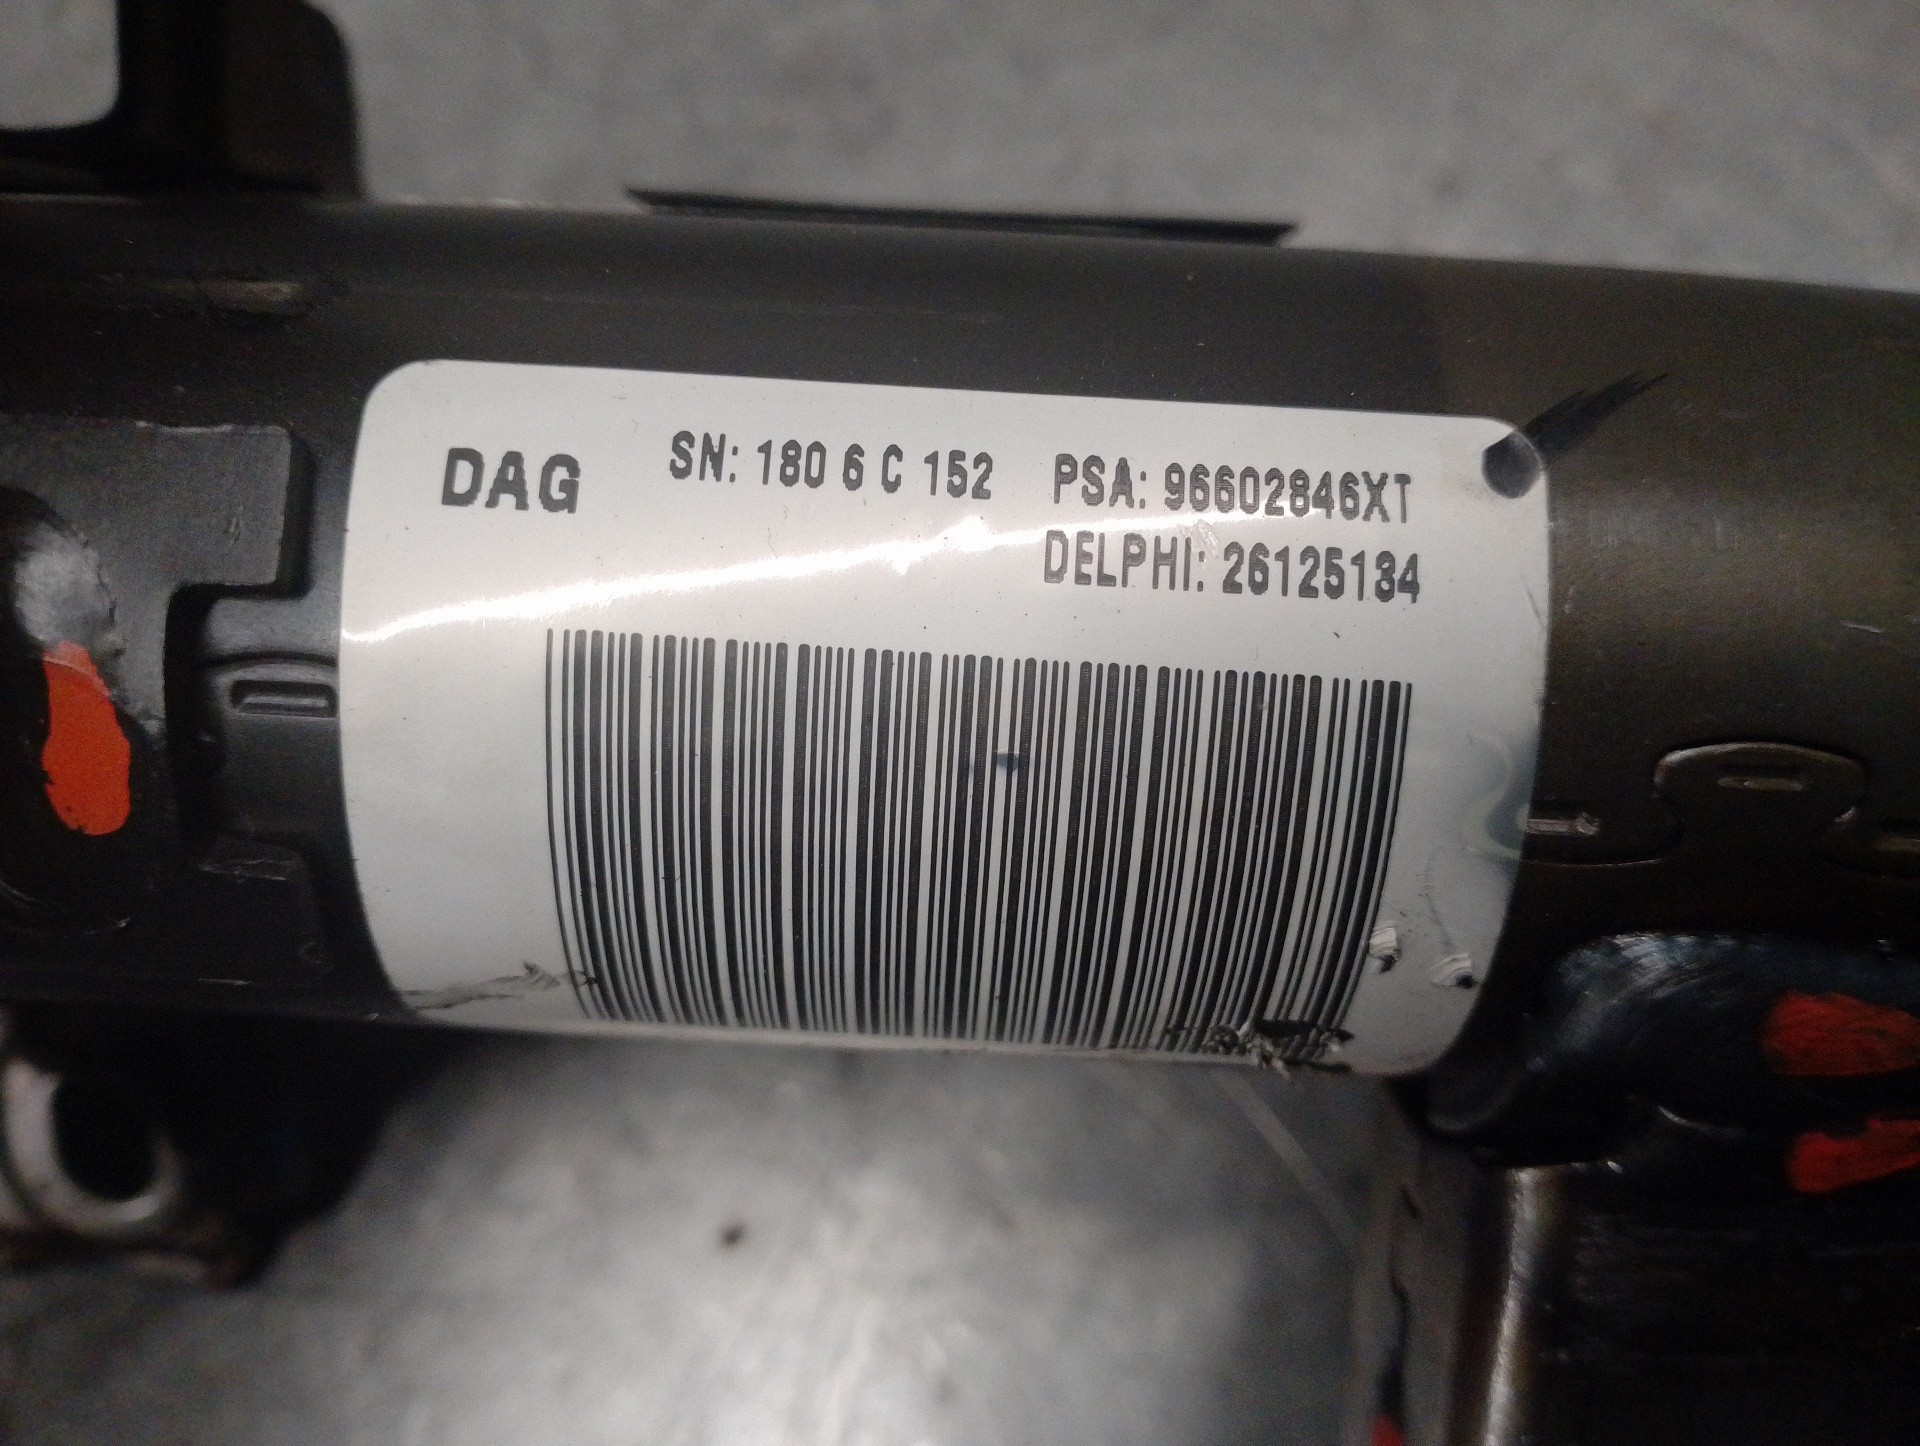 DAG SN: 180 6 C 152 PSA: 96602846XT
DELPHI: 26125134